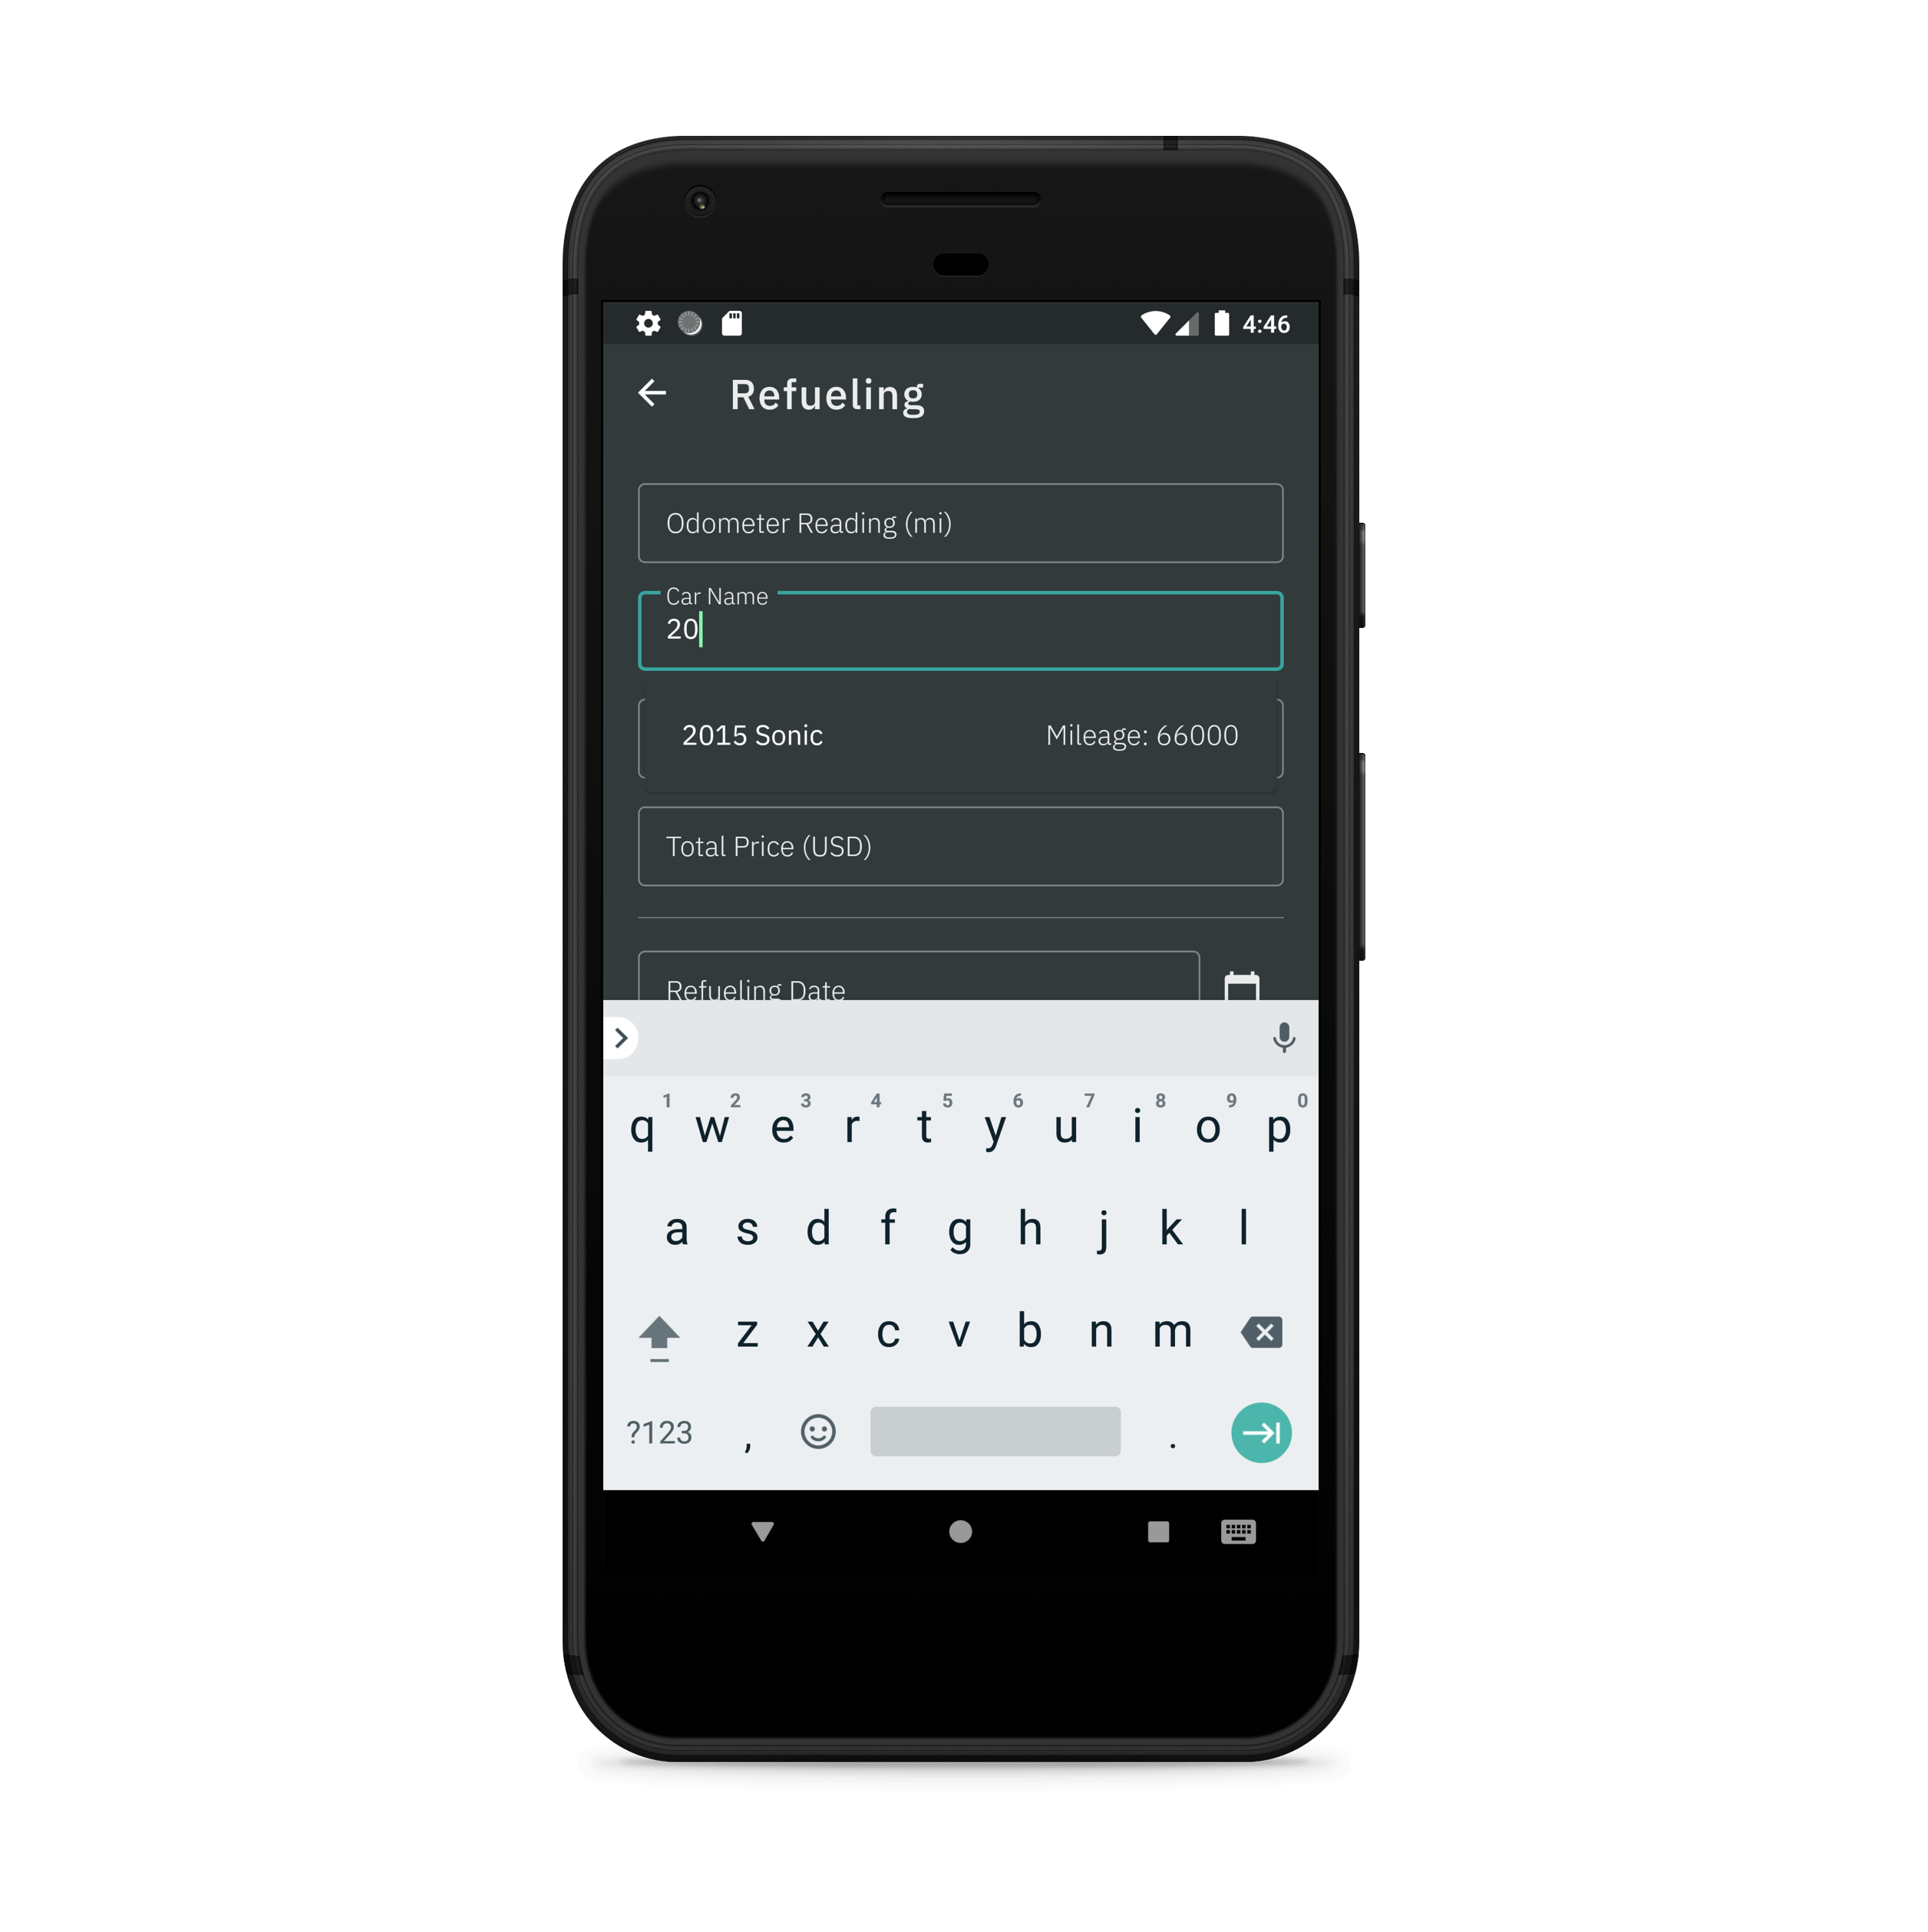 4:46
Refueling
Odometer Reading (mi)
Car Name
20
2015 Sonic Mileage: 66000
Total Price (USD)
Refueling Date
1 2 3 4 5 6 7 8 9 0
q w e r t y u i o p
a s d f g h j k l
z x c v b n m
?123 , .